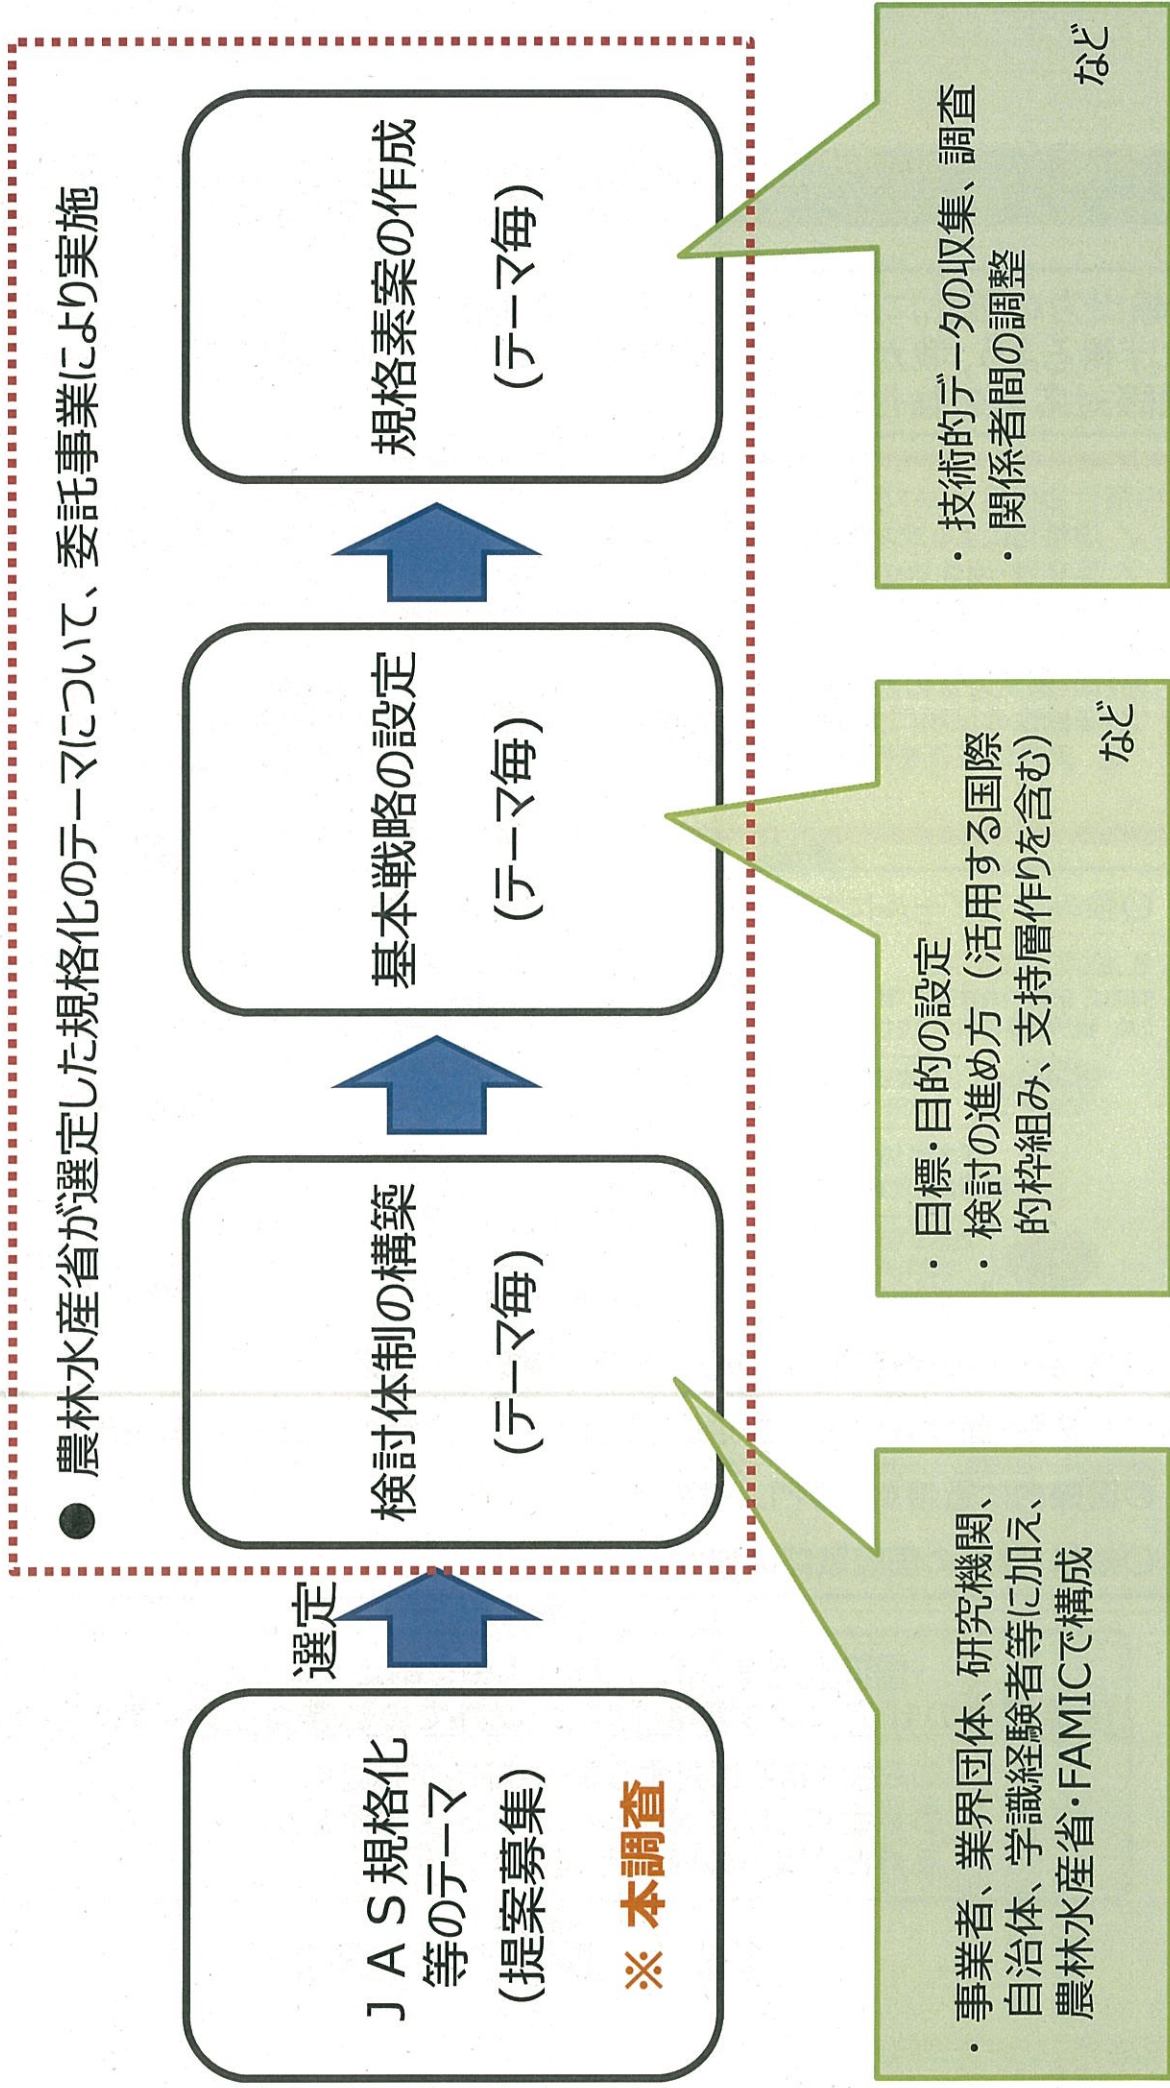 ● 農林水産省が選定した規格化のテーマについて、委託事業により実施
ＪＡＳ規格化
等のテーマ
(提案募集)
※ 本調査
選定
検討体制の構築
(テーマ毎)
基本戦略の設定
(テーマ毎)
規格素案の作成
(テーマ毎)
・ 事業者、業界団体、研究機関、
自治体、学識経験者等に加え、
農林水産省・FAMICで構成
・ 目標・目的の設定
・ 検討の進め方（活用する国際
的枠組み、支持層作りを含む）
など
・ 技術的データの収集、調査
・ 関係者間の調整
など